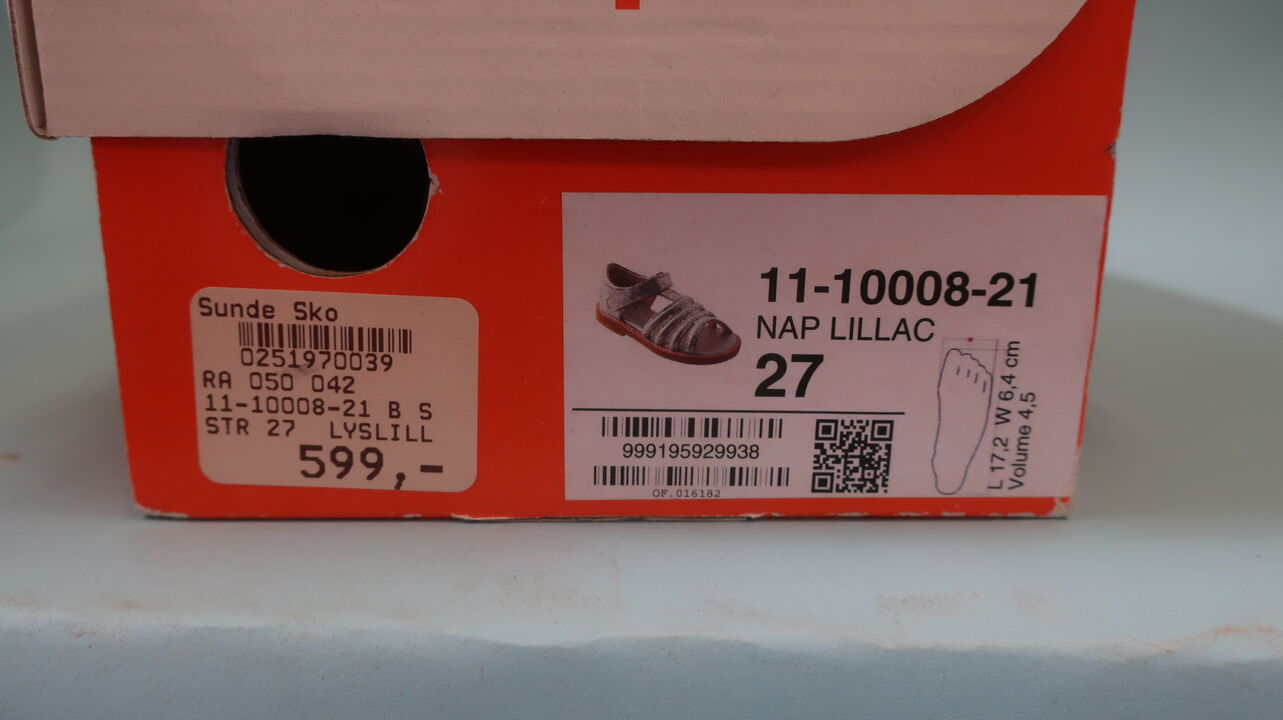 Sunde Sko
0251970039
RA 050 042
11-10008-21 B S
STR 27 LYSLILL
599,-
11-10008-21
NAP LILLAC
27
999195929938
OF.016182
L 17,2 W 6,4 cm
Volume 4,5